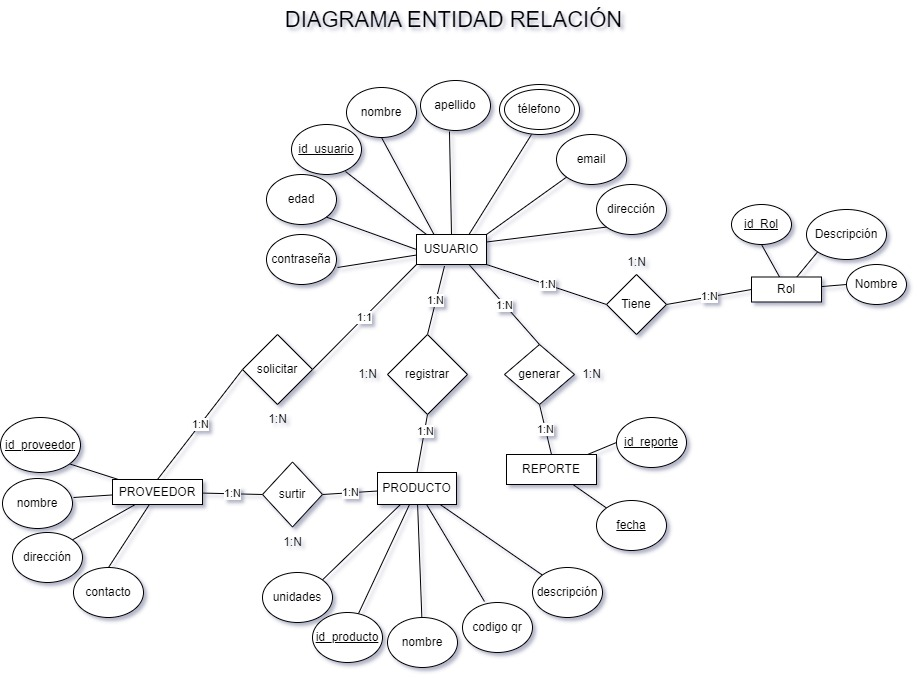 DIAGRAMA ENTIDAD RELACIÓN
nombre
apellido
télefono
id_usuario
email
edad
dirección
contraseña
USUARIO
id_Rol
Descripción
Nombre
Rol
1:N
1:N
Tiene
1:N
1:1
1:N
1:N
solicitar
1:N
1:N
1:N
registrar
1:N
generar
1:N
1:N
id_proveedor
nombre
dirección
contacto
PROVEEDOR
1:N
surtir
1:N
1:N
PRODUCTO
REPORTE
id_reporte
fecha
unidades
id_producto
nombre
codigo qr
descripción